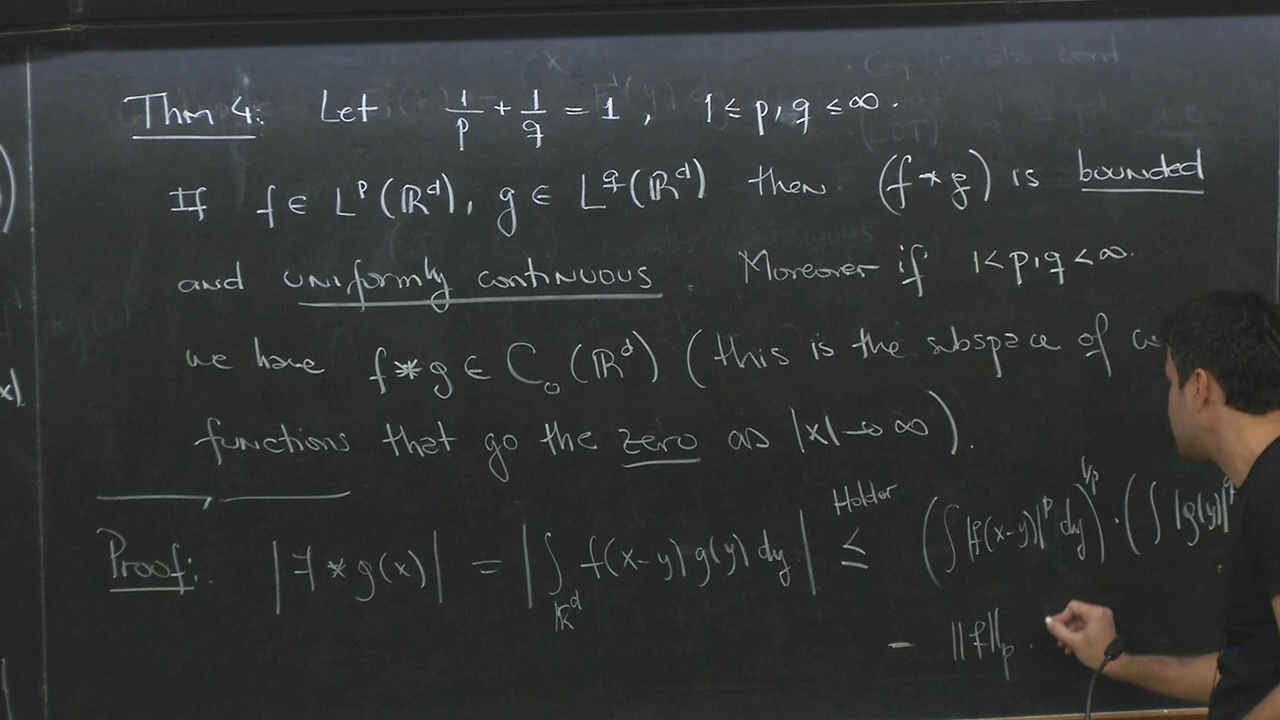 Thm 4: Let 1/p + 1/q = 1, 1 ≤ p, q ≤ ∞.
If f ∈ L^p(ℝ^d), g ∈ L^q(ℝ^d) then (f * g) is bounded
and uniformly continuous. Moreover if 1 < p, q < ∞.
we have f * g ∈ C_0(ℝ^d) (this is the subspace of
functions that go the zero as |x| → ∞).
Proof: |f * g(x)| = |∫_{ℝ^d} f(x-y) g(y) dy| ≤ Holder (∫ |f(x-y)|^p dy)^{1/p} · (∫ |g(y)|^q
= ||f||_p ·